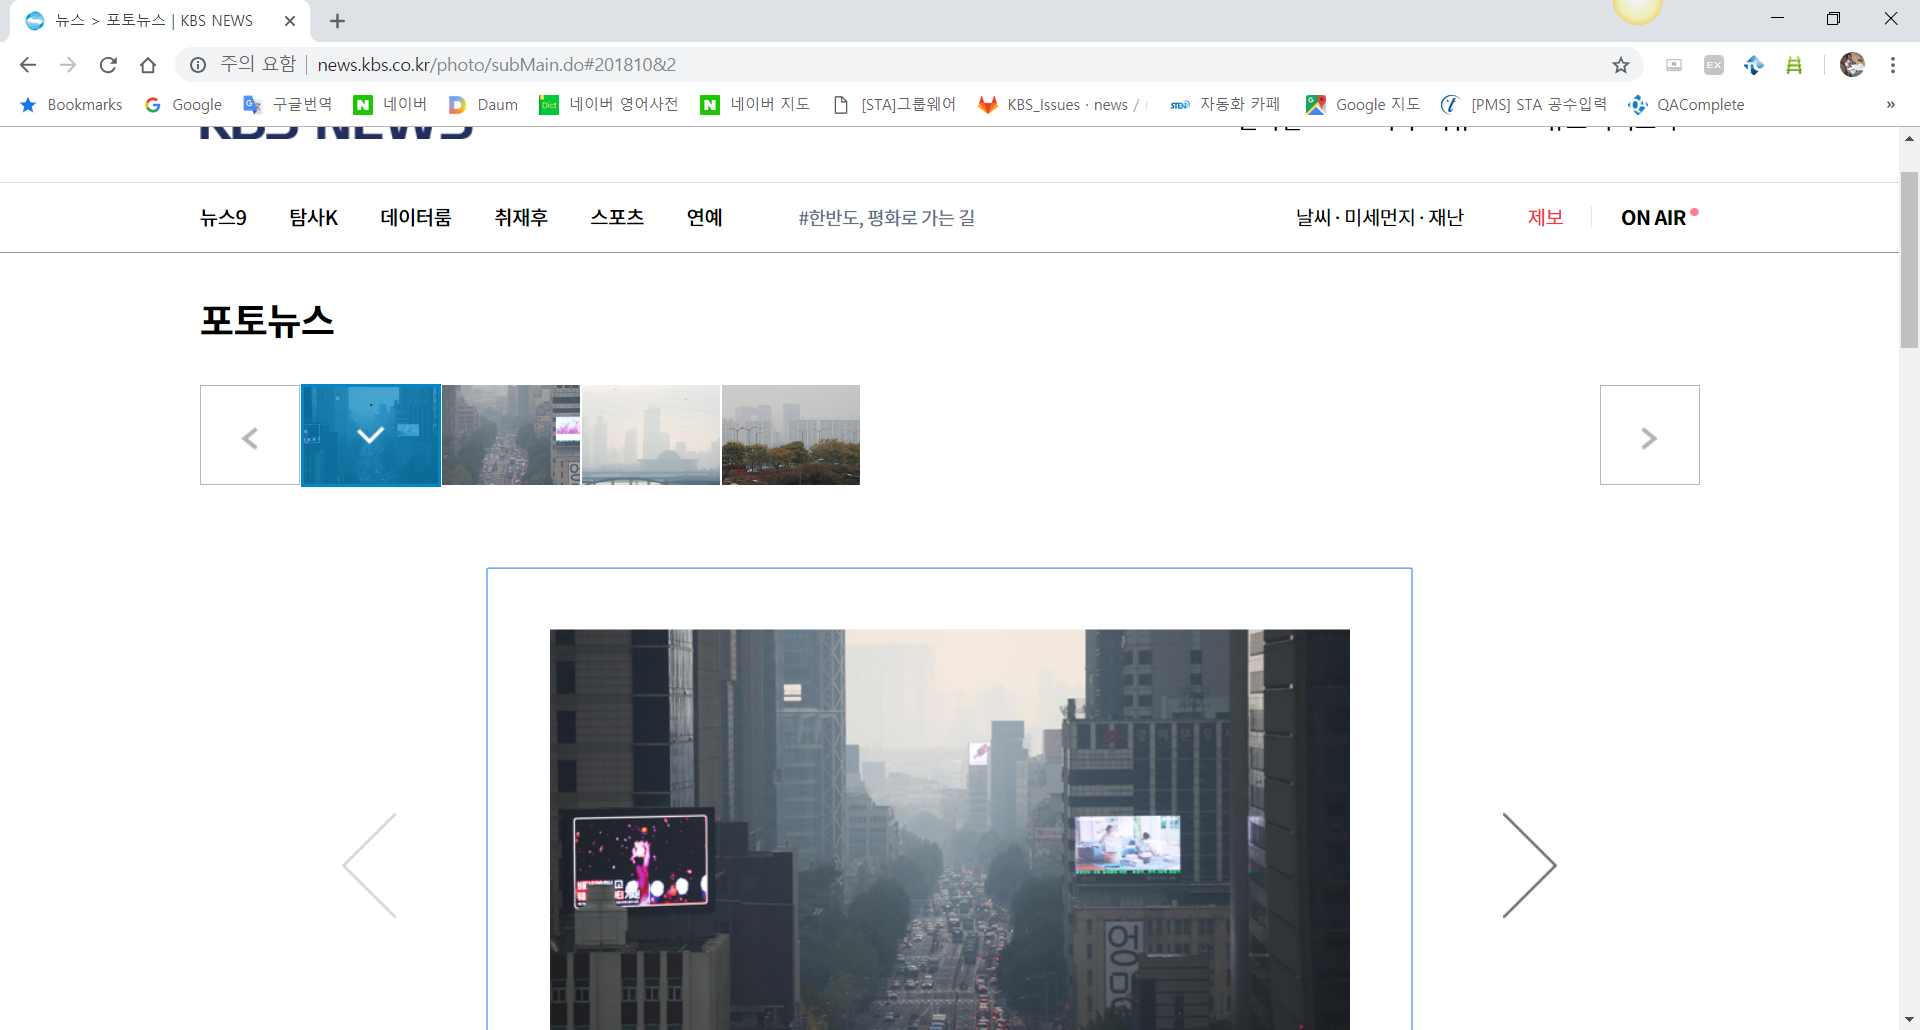 뉴스 > 포토뉴스 | KBS NEWS
주의 요함 | news.kbs.co.kr/photo/subMain.do#201810&2
Bookmarks Google 구글번역 네이버 Daum 네이버 영어사전 네이버 지도 [STA]그룹웨어 KBS_Issues · news / 자동화 카페 Google 지도 [PMS] STA 공수입력 QAComplete »
KBS NEWS
뉴스9 탐사K 데이터룸 취재후 스포츠 연예 #한반도, 평화로 가는 길 날씨 · 미세먼지 · 재난 제보 ON AIR
포토뉴스